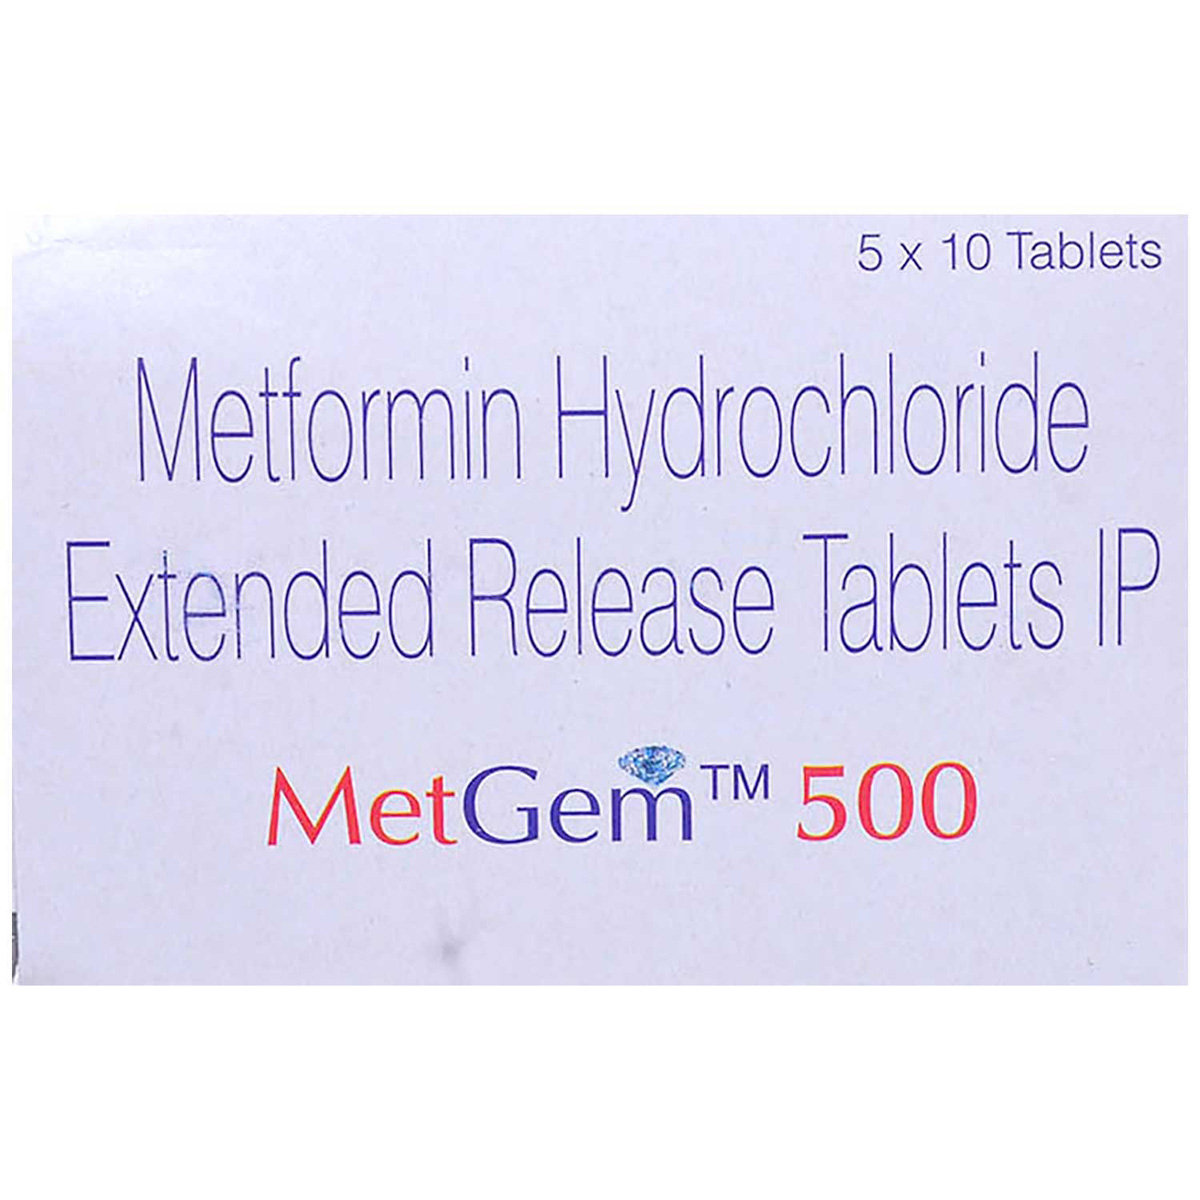 5 x 10 Tablets
Metformin Hydrochloride
Extended Release Tablets IP
MetGem™ 500